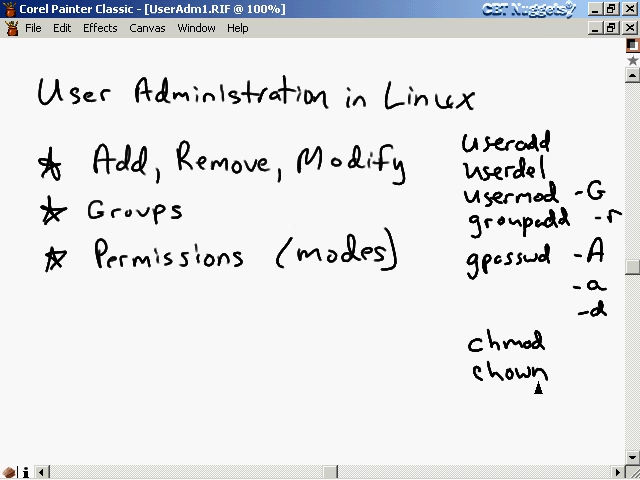 Corel Painter Classic - [UserAdm1.RIF @ 100%]
CBT Nuggets
File Edit Effects Canvas Window Help
User Administration in Linux
Add, Remove, Modify
Groups
Permissions (modes)
useradd
userdel
usermod -G
groupadd -r
gpasswd -A
-a
-d
chmod
chown